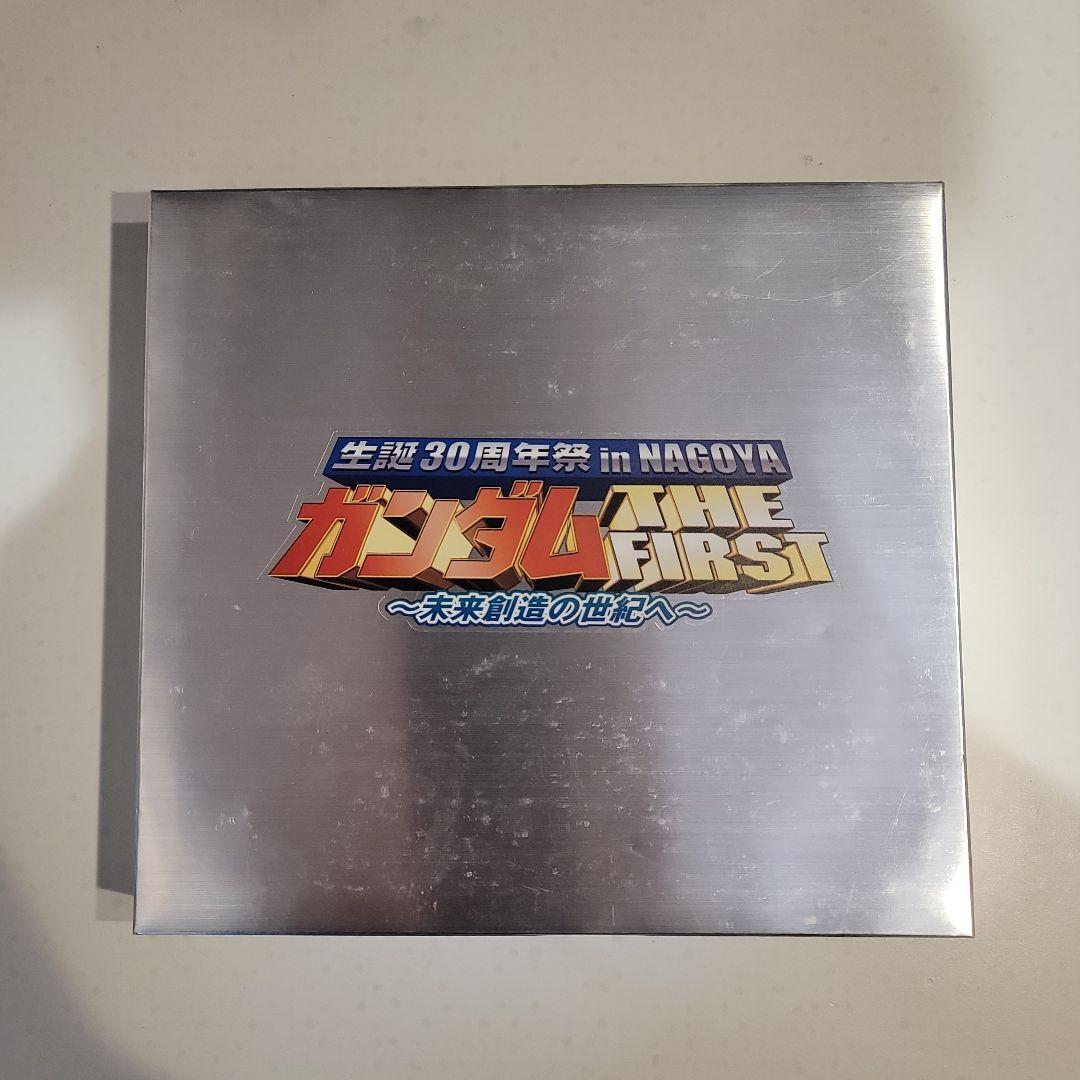 生誕30周年祭 in NAGOYA
ガンダム THE FIRST
～未来創造の世紀へ～